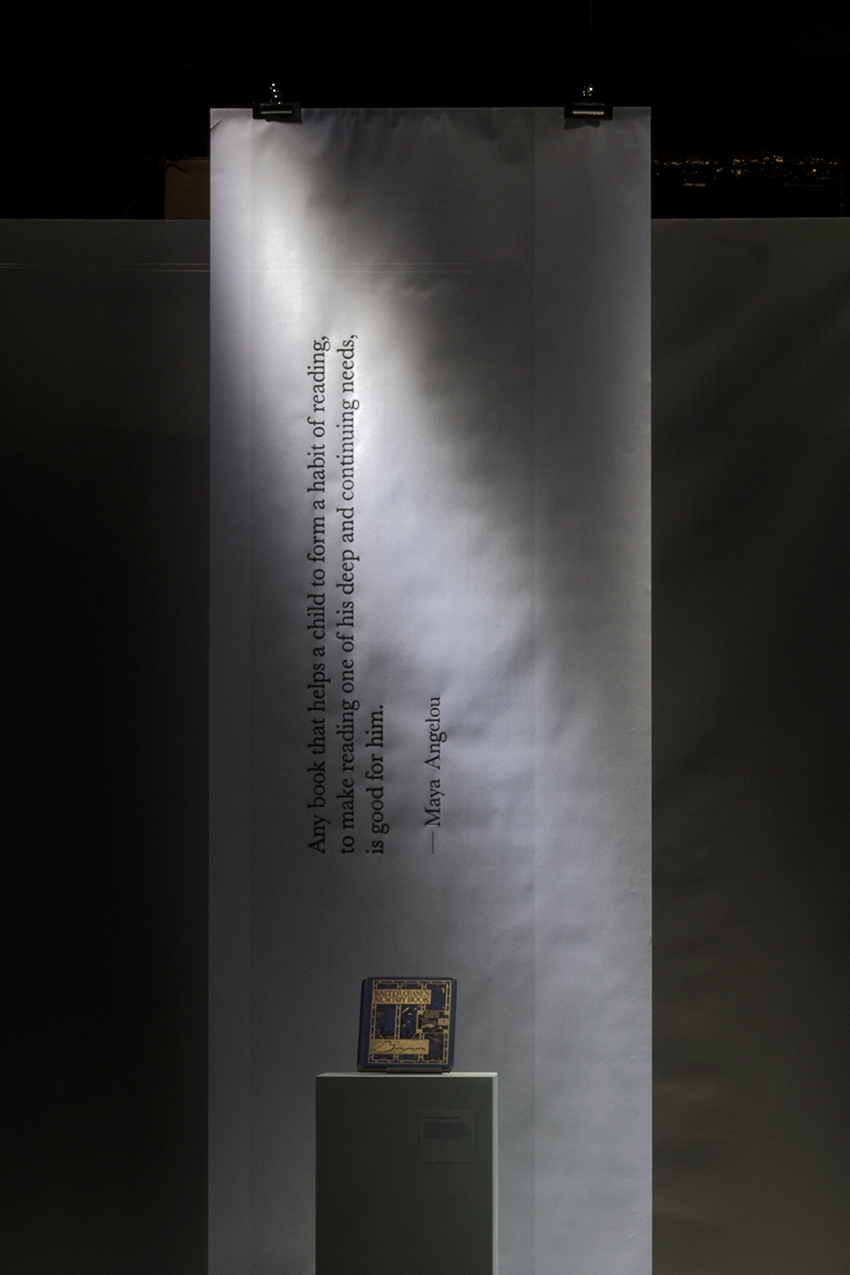 Any book that helps a child to form a habit of reading,
to make reading one of his deep and continuing needs,
is good for him.
— Maya Angelou
WALTER CRANE'S
NEW TOY BOOK